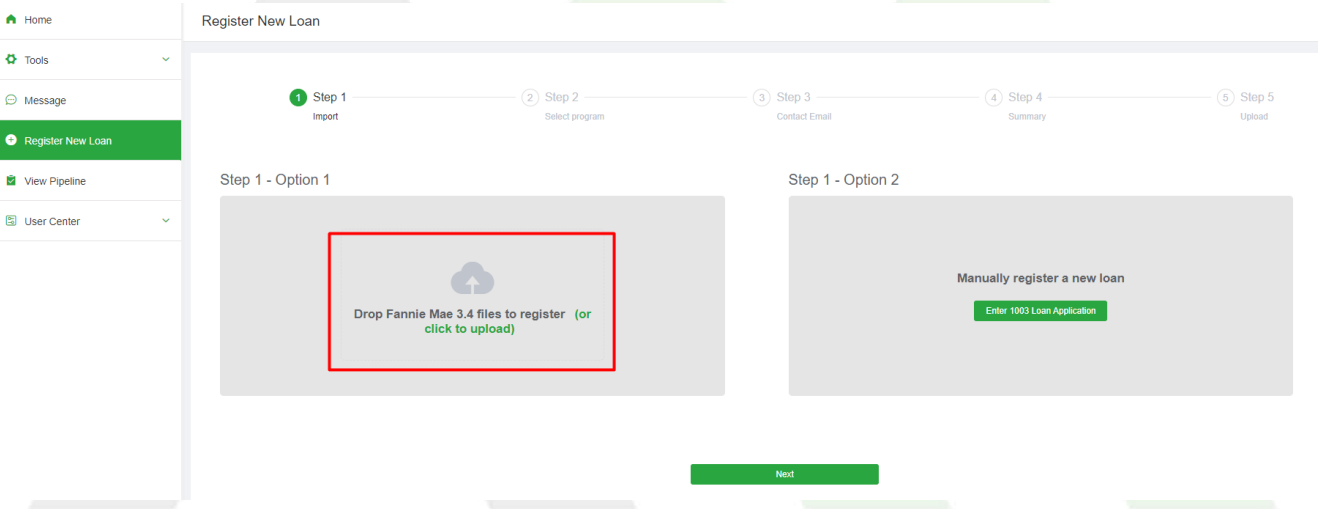 Home
Tools
Message
Register New Loan
View Pipeline
User Center
Register New Loan
1 Step 1
Import
2 Step 2
Select program
3 Step 3
Contact Email
4 Step 4
Summary
5 Step 5
Upload
Step 1 - Option 1
Drop Fannie Mae 3.4 files to register (or
click to upload)
Step 1 - Option 2
Manually register a new loan
Enter 1003 Loan Application
Next